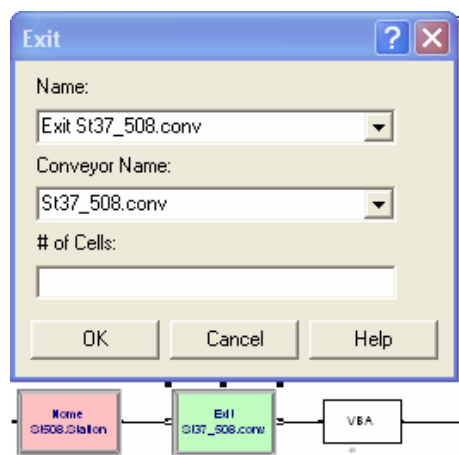 Exit
Name:
Exit St37_508.conv
Conveyor Name:
St37_508.conv
# of Cells:
OK Cancel Help
St508.Station
Exit
St37_508.conv
VBA